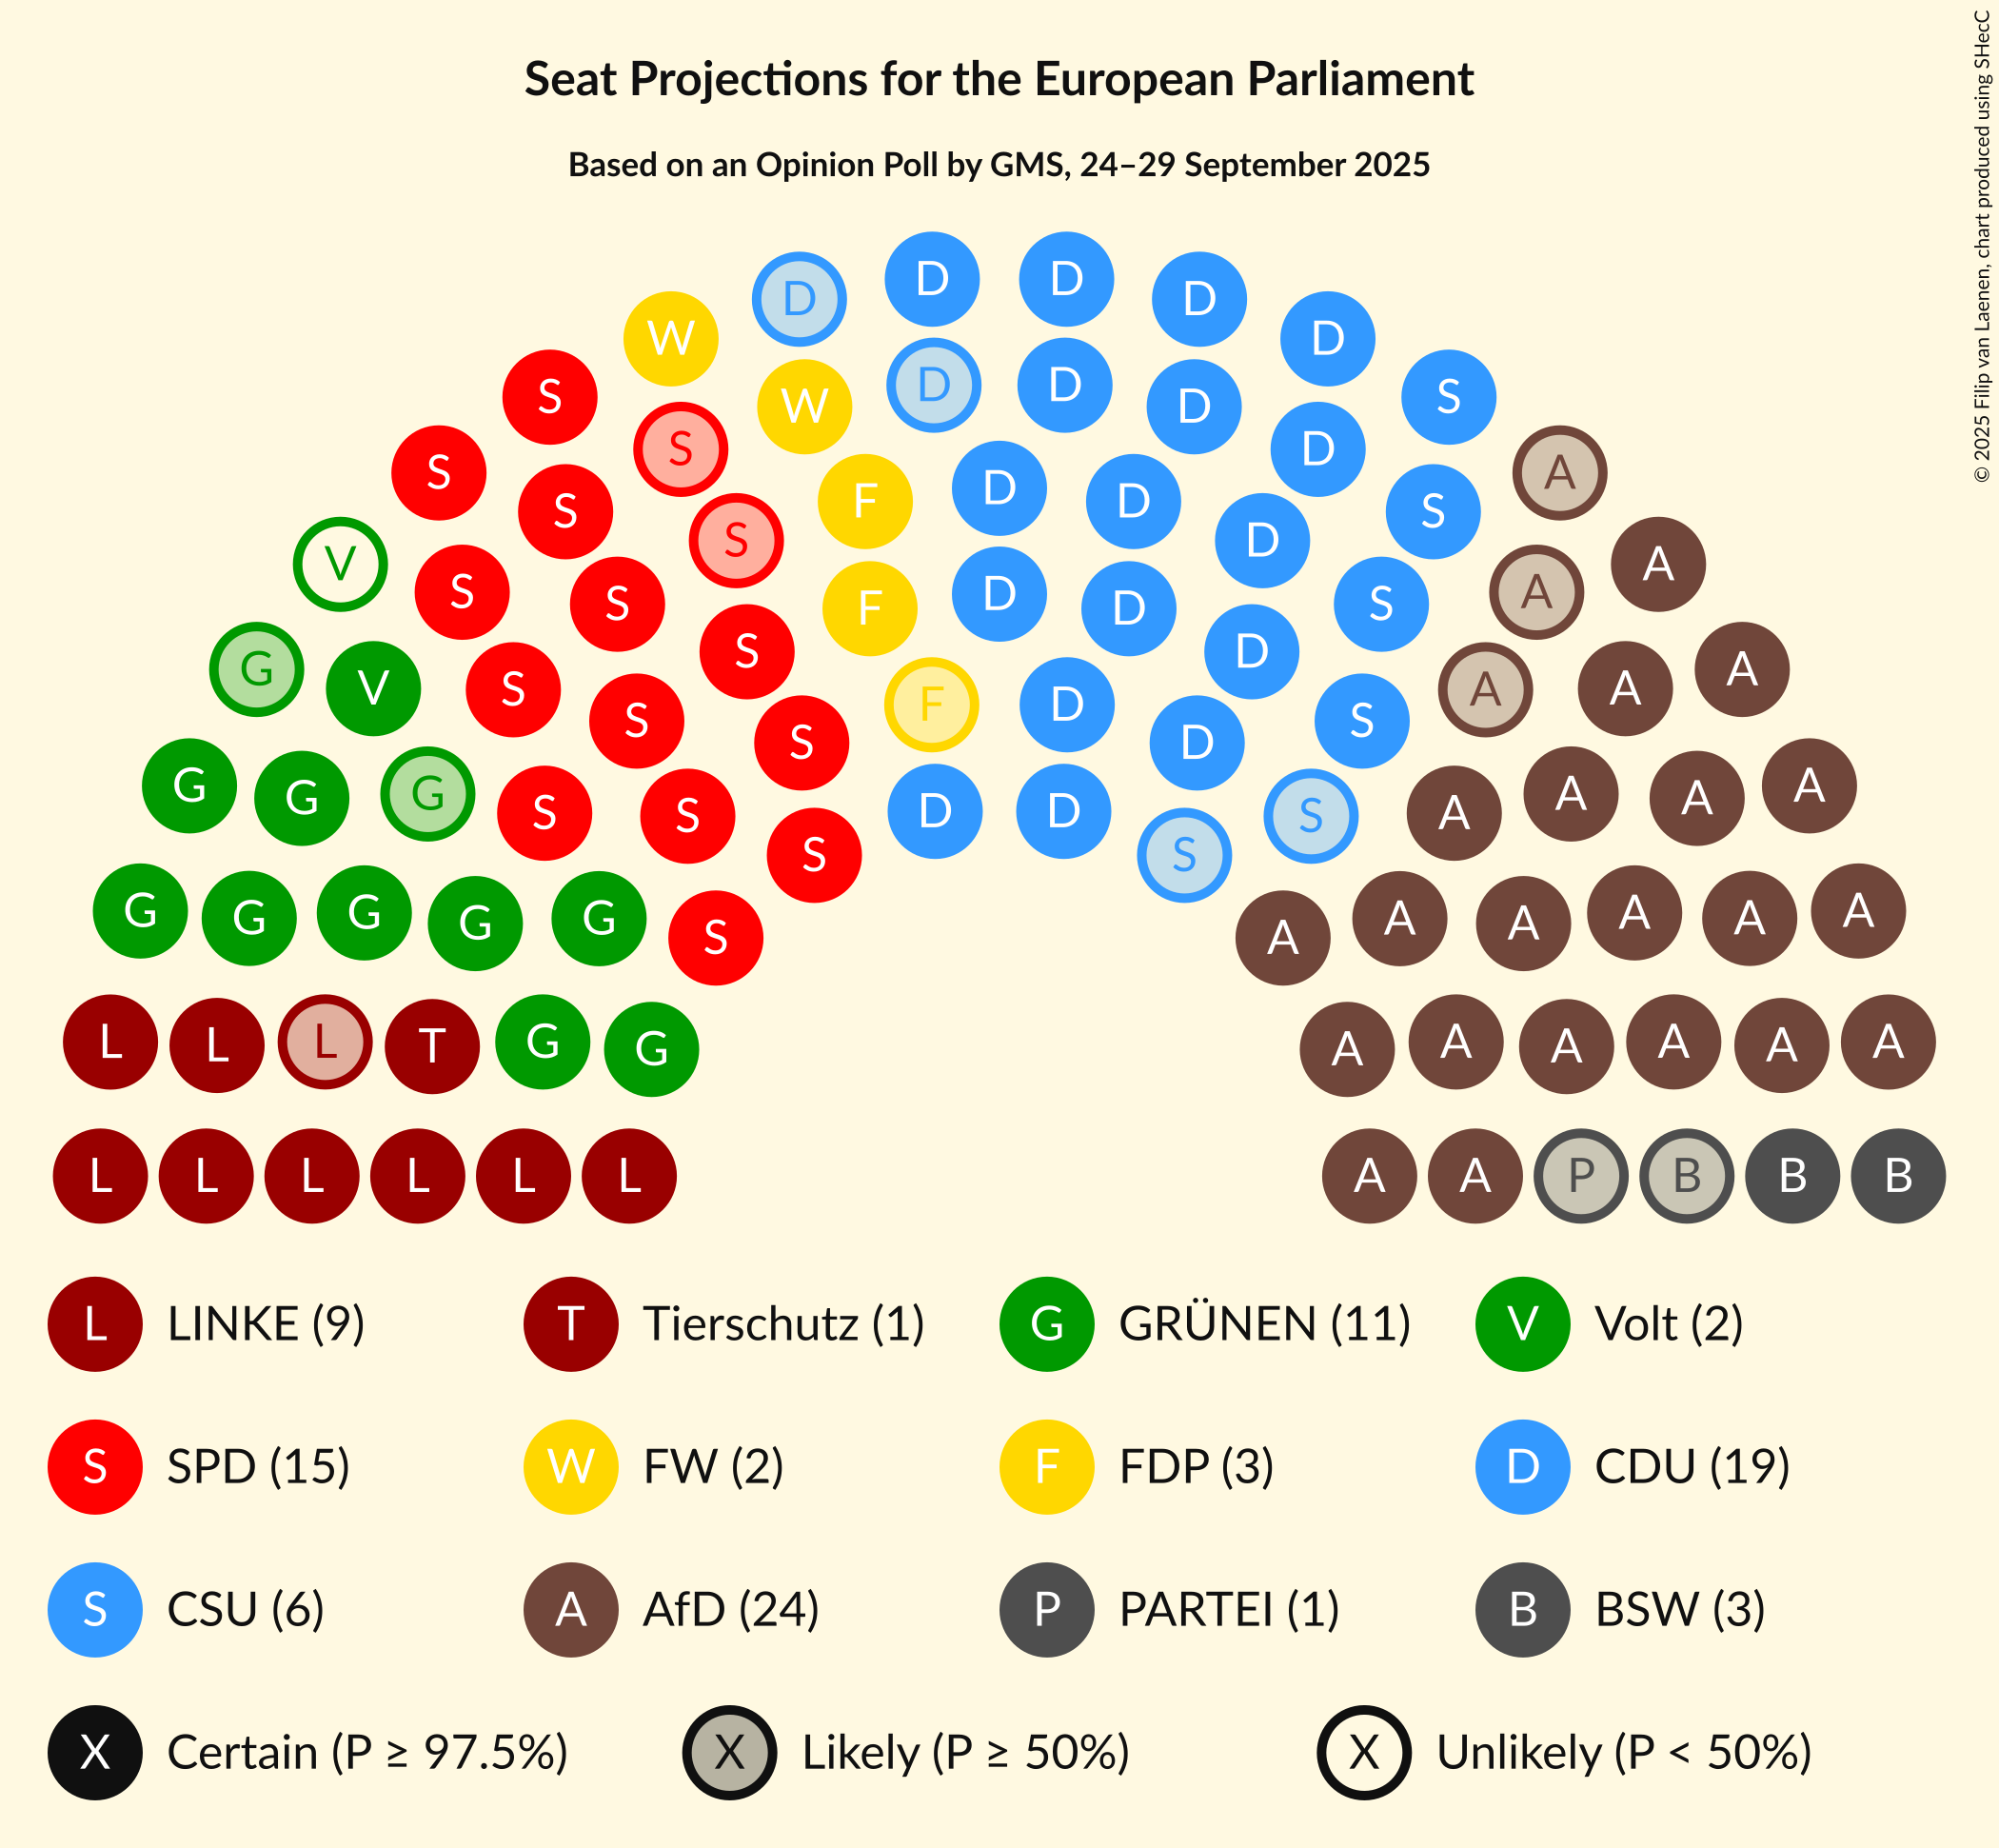 Seat Projections for the European Parliament
Based on an Opinion Poll by GMS, 24–29 September 2025
© 2025 Filip van Laenen, chart produced using SHecC
D D D D D
W D D D D D S
S S W D D D S A
S S S F D D D S A A
V S S S F D D D S A A
G V S S S F D D S A A A
G G G S S S D D S S A A A A
G G G G G S A A A A A A
L L L T G G A A A A A A
L L L L L L A A P B B B
L LINKE (9) T Tierschutz (1) G GRÜNEN (11) V Volt (2)
S SPD (15) W FW (2) F FDP (3) D CDU (19)
S CSU (6) A AfD (24) P PARTEI (1) B BSW (3)
X Certain (P ≥ 97.5%) X Likely (P ≥ 50%) X Unlikely (P < 50%)